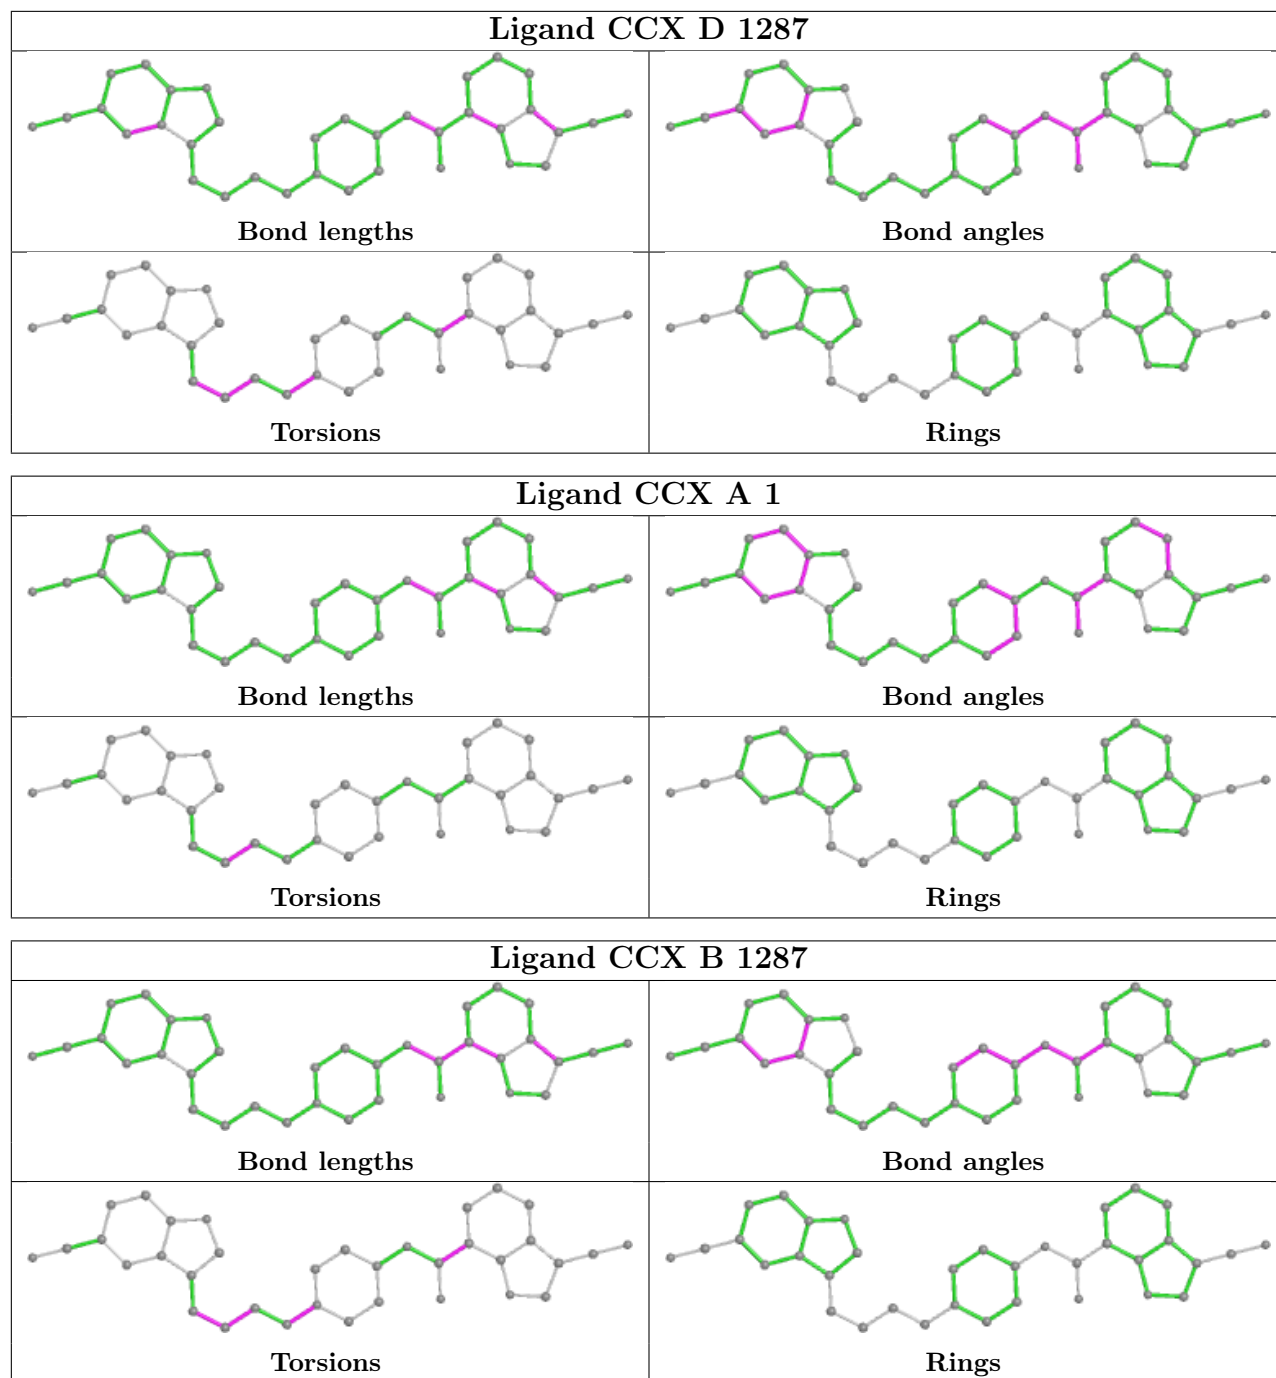 Ligand CCX D 1287
Bond lengths
Bond angles
Torsions
Rings
Ligand CCX A 1
Bond lengths
Bond angles
Torsions
Rings
Ligand CCX B 1287
Bond lengths
Bond angles
Torsions
Rings